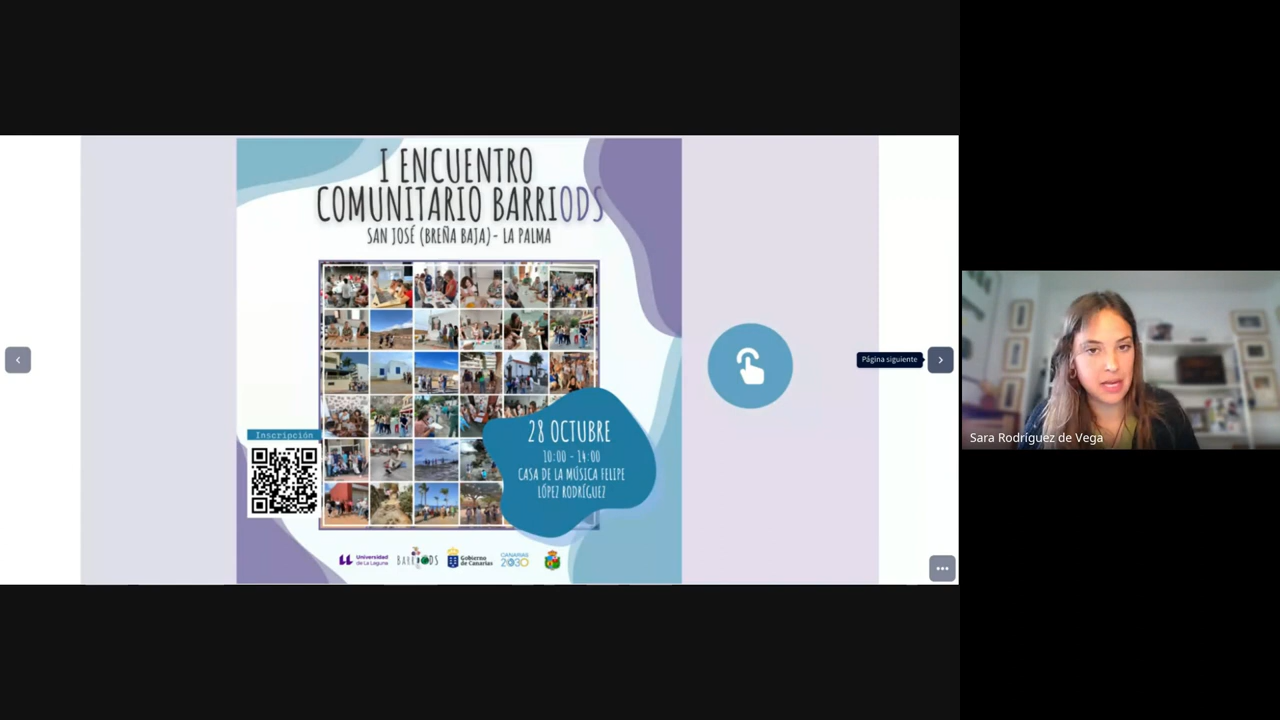 I ENCUENTRO
COMUNITARIO BARRIODS
SAN JOSÉ (BREÑA BAJA)- LA PALMA
Inscripción
28 OCTUBRE
10:00 - 14:00
CASA DE LA MÚSICA FELIPE
LÓPEZ RODRÍGUEZ
Universidad
de La Laguna
BARRIODS
Gobierno
de Canarias
CANARIAS
2030
Página siguiente
Sara Rodríguez de Vega